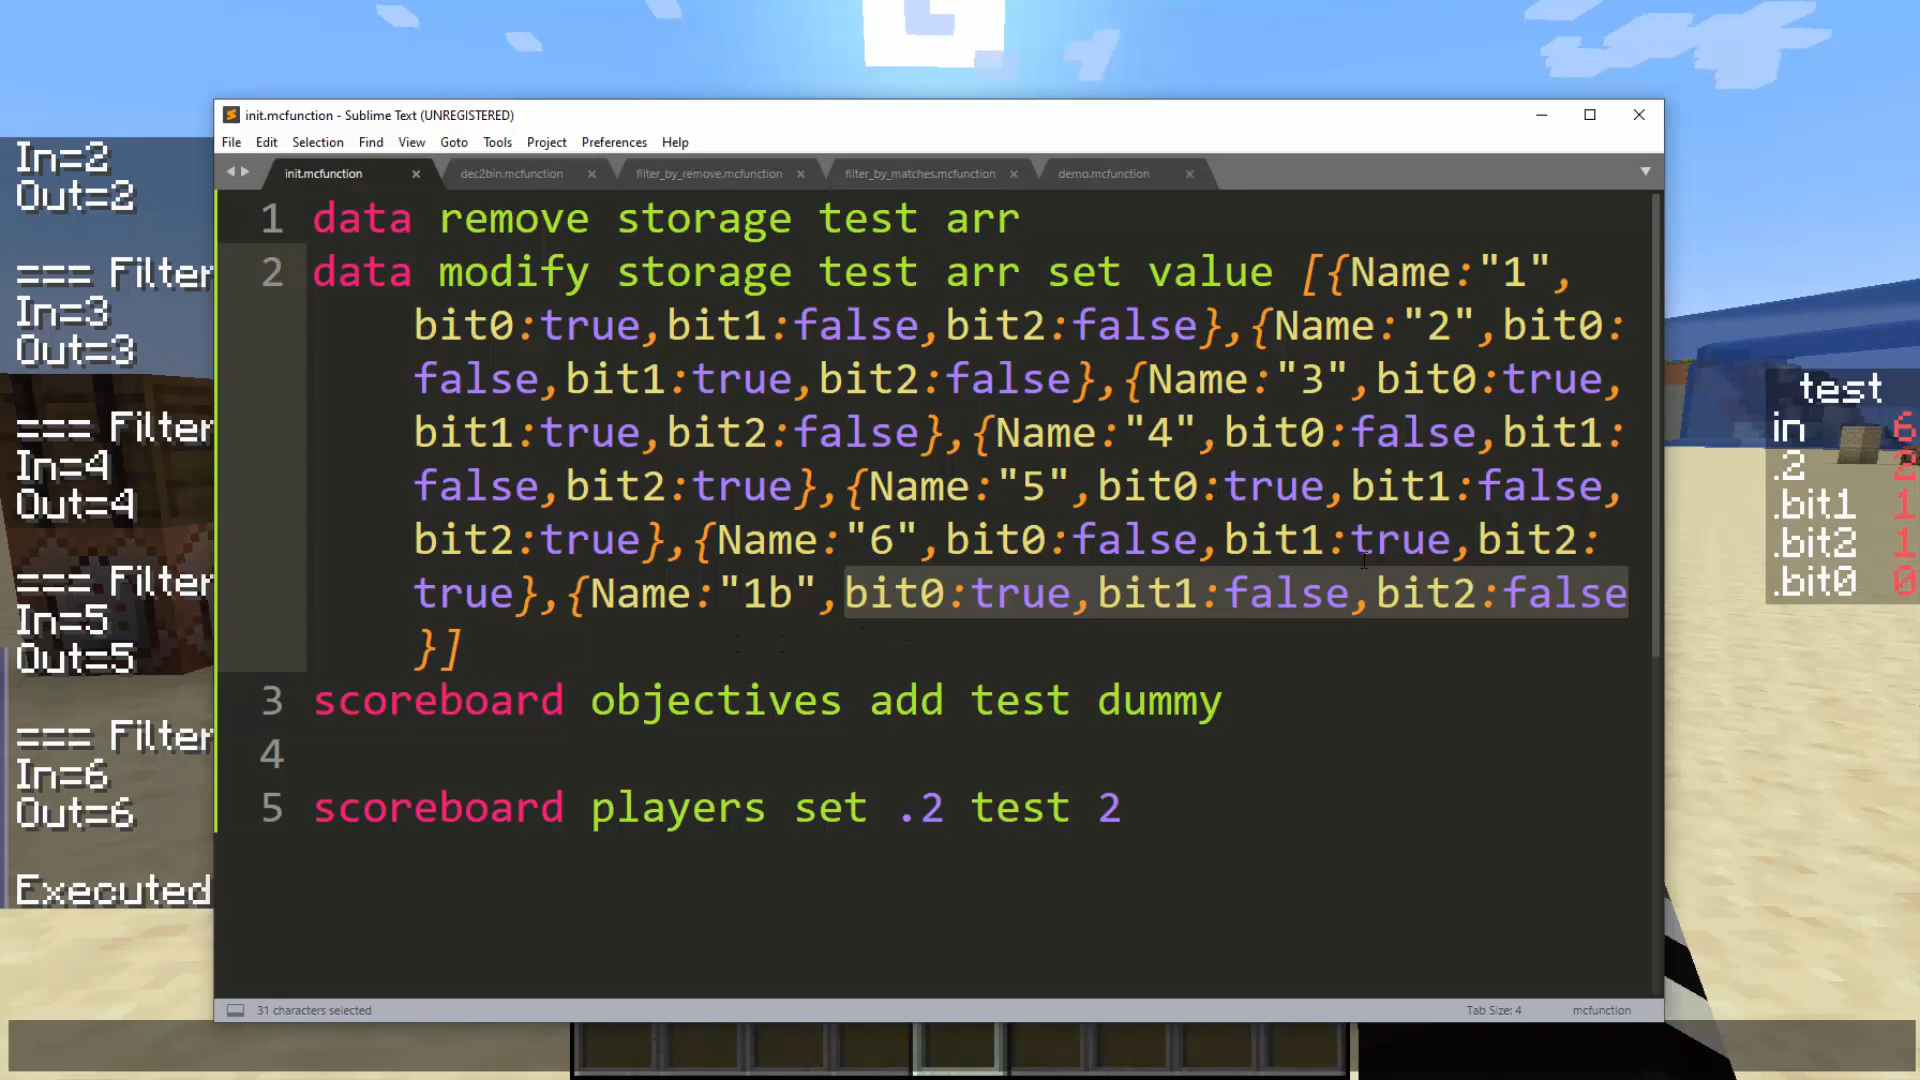 init.mcfunction - Sublime Text (UNREGISTERED)
File Edit Selection Find View Goto Tools Project Preferences Help
init.mcfunction dec2bin.mcfunction filter_by_remove.mcfunction filter_by_matches.mcfunction demo.mcfunction
1 data remove storage test arr
2 data modify storage test arr set value [{Name:"1",
bit0:true,bit1:false,bit2:false},{Name:"2",bit0:
false,bit1:true,bit2:false},{Name:"3",bit0:true,
bit1:true,bit2:false},{Name:"4",bit0:false,bit1:
false,bit2:true},{Name:"5",bit0:true,bit1:false,
bit2:true},{Name:"6",bit0:false,bit1:true,bit2:
true},{Name:"1b",bit0:true,bit1:false,bit2:false
}]
3 scoreboard objectives add test dummy
4
5 scoreboard players set .2 test 2
31 characters selected
Tab Size: 4
mcfunction
In=2
Out=2
=== Filter
In=3
Out=3
=== Filter
In=4
Out=4
=== Filter
In=5
Out=5
=== Filter
In=6
Out=6
Executed
test
in 6
.2 2
.bit1 1
.bit2 1
.bit0 0